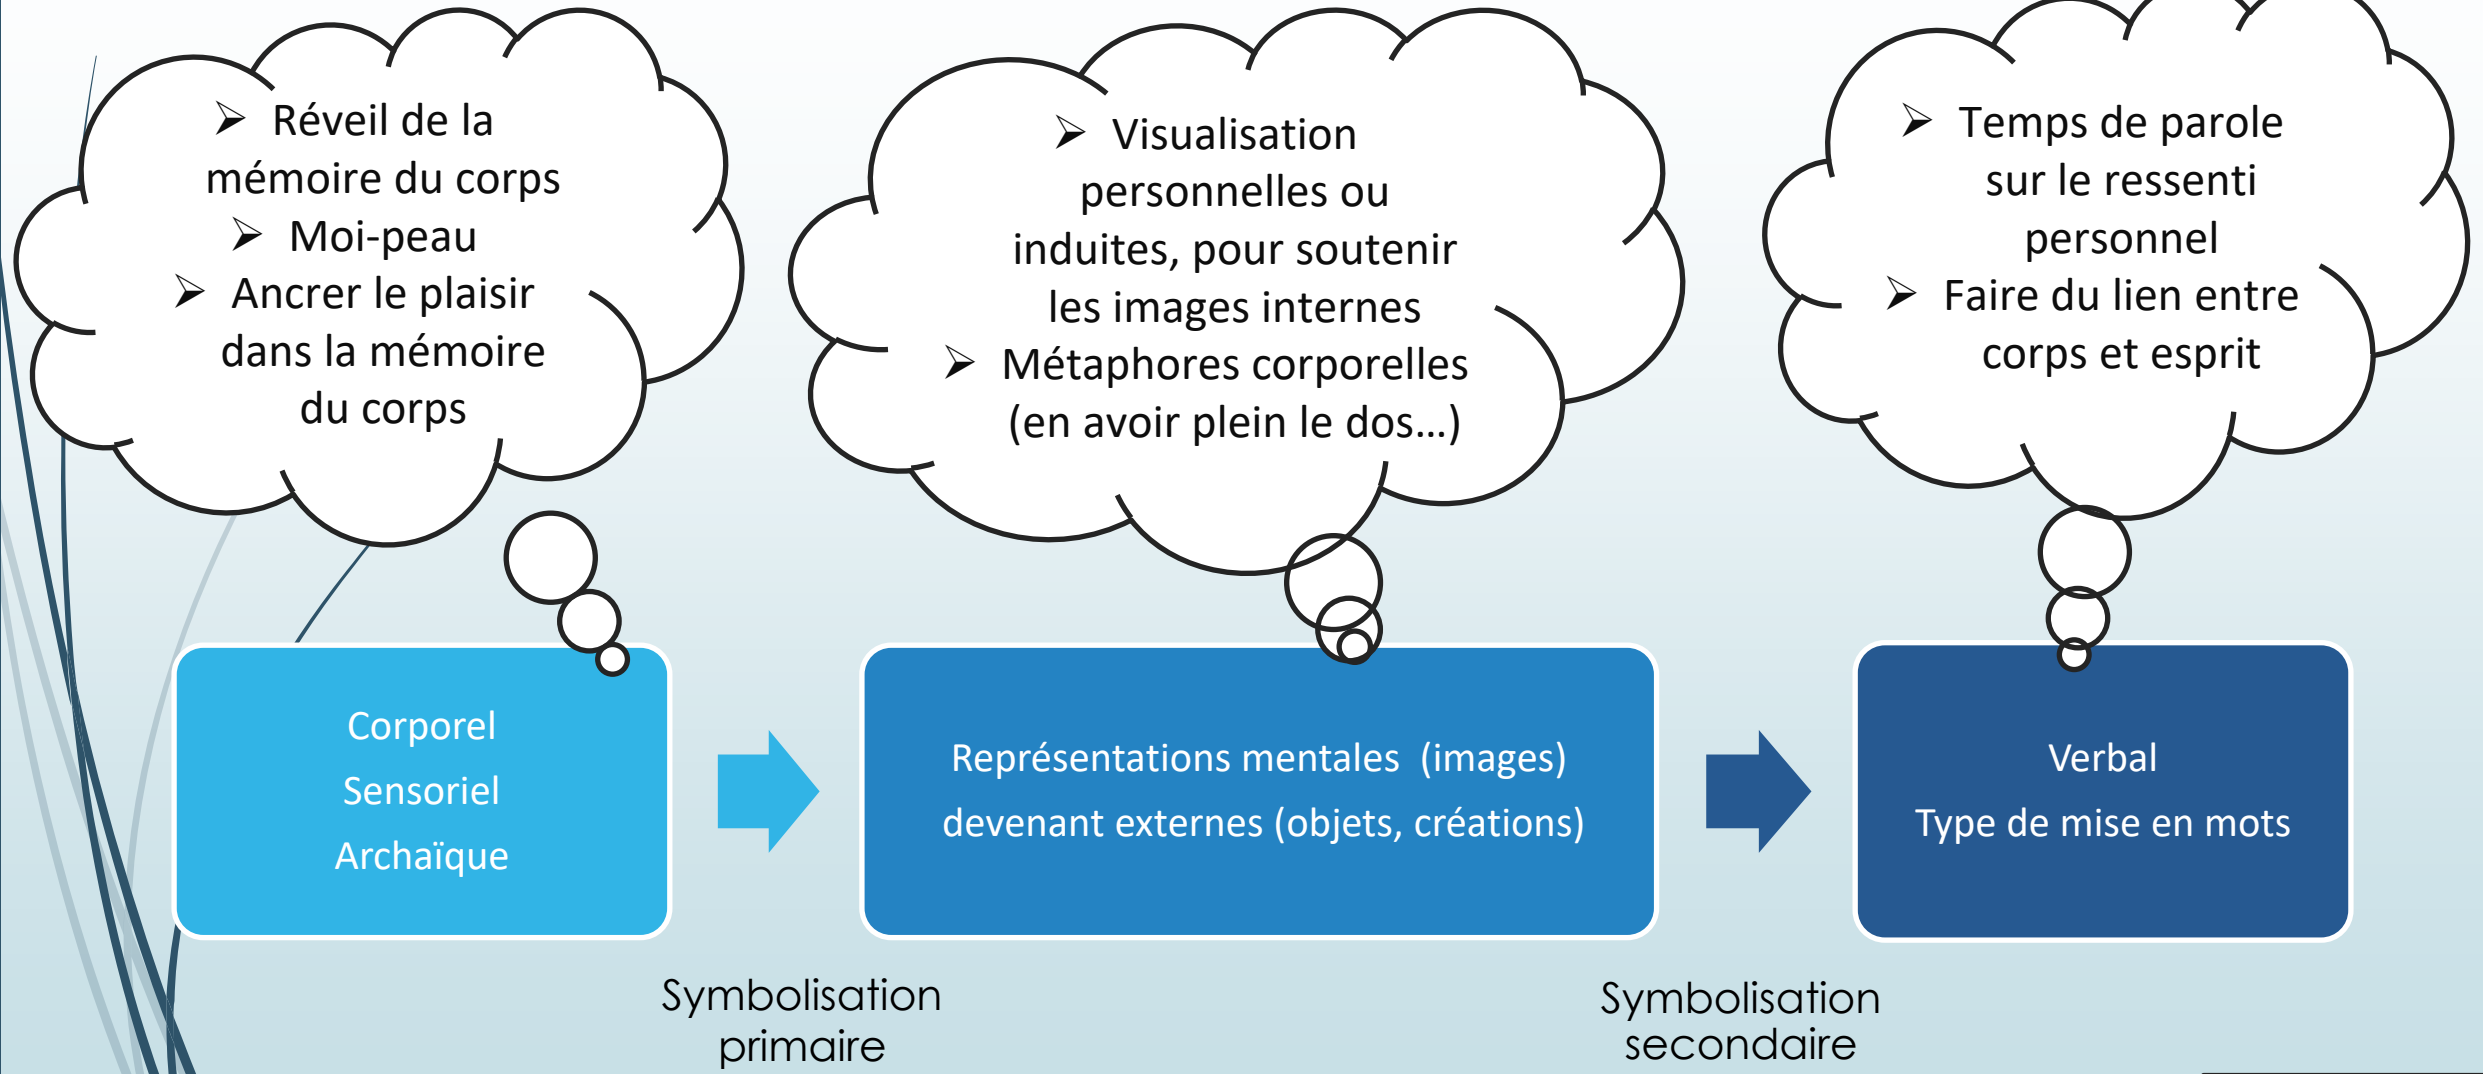 ➢ Réveil de la
mémoire du corps
➢ Moi-peau
➢ Ancrer le plaisir
dans la mémoire
du corps
➢ Visualisation
personnelles ou
induites, pour soutenir
les images internes
➢ Métaphores corporelles
(en avoir plein le dos…)
➢ Temps de parole
sur le ressenti
personnel
➢ Faire du lien entre
corps et esprit
Corporel
Sensoriel
Archaïque
Représentations mentales (images)
devenant externes (objets, créations)
Verbal
Type de mise en mots
Symbolisation
primaire
Symbolisation
secondaire